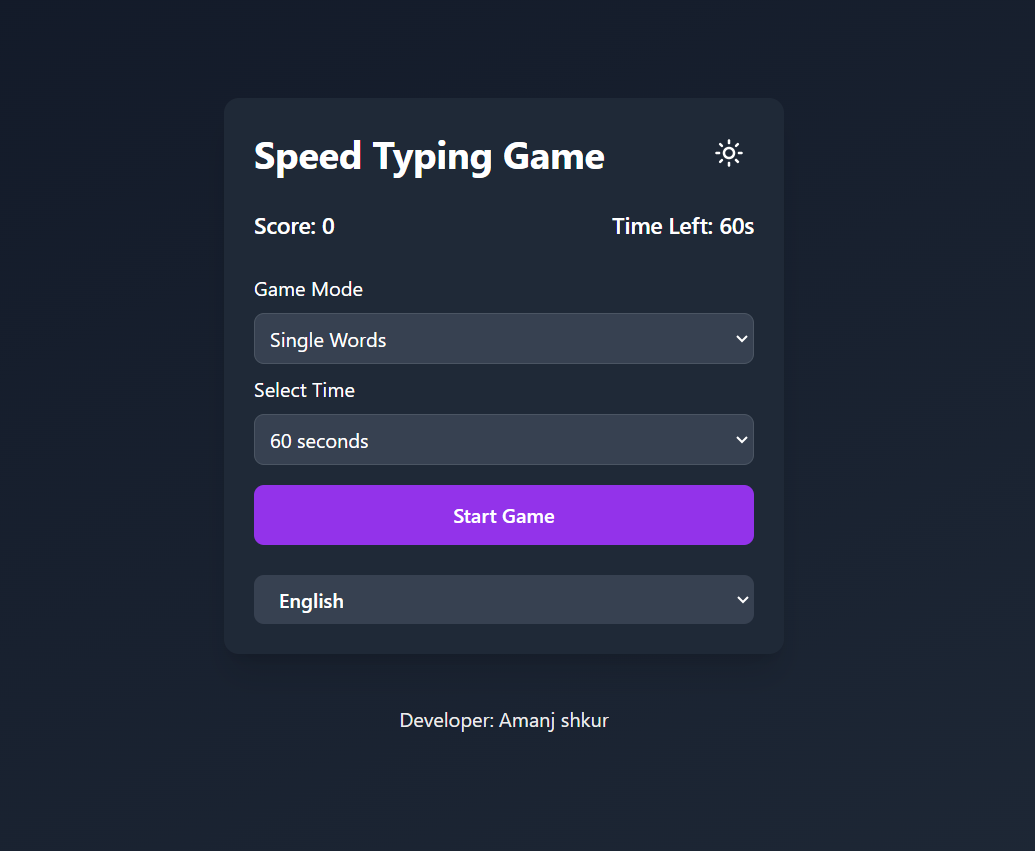 Speed Typing Game
Score: 0
Time Left: 60s
Game Mode
Single Words
Select Time
60 seconds
Start Game
English
Developer: Amanj shkur